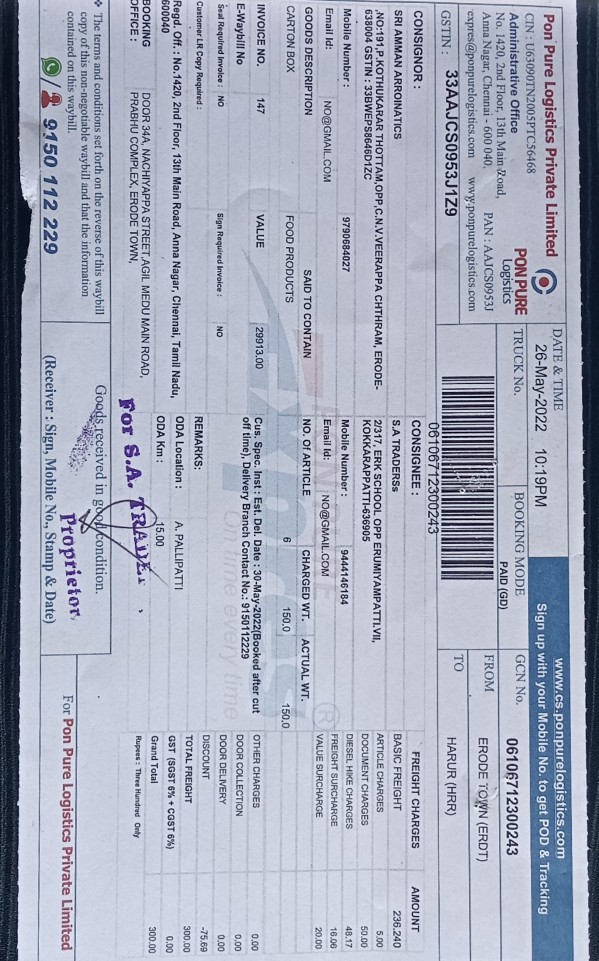 Pon Pure Logistics Private Limited
CIN : U63090TN2005PTC56468
Administrative Office
No. 1420, 2nd Floor, 13th Main Road,
Anna Nagar, Chennai - 600 040. PAN : AAJCS0953J
expres@ponpurelogistics.com www.ponpurelogistics.com
GSTIN : 33AAJCS0953J1Z9
PON PURE
Logistics
DATE & TIME
26-May-2022 10:19PM
TRUCK No.
BOOKING MODE
PAID (GD)
www.cs.ponpurelogistics.com
Sign up with your Mobile No. to get POD & Tracking
GCN No. 06106712300243
FROM ERODE TOWN (ERDT)
TO HARUR (HRR)
06106712300243
CONSIGNOR :
SRI AMMAN ARROINATICS
,NO:191,P.KOTHUKARAR THOTTAM,OPP,C.N.V.VEERAPPA CHTHRAM, ERODE-
638004 GSTIN : 33BWEPS8649D1ZC
Mobile Number : 9790684027
Email Id: NO@GMAIL.COM
CONSIGNEE :
S.A TRADERSs
2/317, ERK SCHOOL OPP ERUMIYAMPATTI.VII,
KOKKARAPPATTI-636905
Mobile Number : 9444146184
Email Id: NO@GMAIL.COM
GOODS DESCRIPTION SAID TO CONTAIN NO. Of ARTICLE CHARGED WT. ACTUAL WT.
CARTON BOX FOOD PRODUCTS 6 150.0 150.0
INVOICE NO. 147 VALUE 29913.00
E-Waybill No
Seal Required Invoice : NO Sign Required Invoice : NO
Customer LR Copy Required :
Cus. Spec. Inst : Est. Del. Date : 30-May-2022(Booked after cut
off time), Delivery Branch Contact No.: 9150112229
REMARKS:
ODA Location : A. PALLIPATTI
ODA Km : 15.00
FREIGHT CHARGES AMOUNT
BASIC FREIGHT 236.240
ARTICLE CHARGES 5.00
DOCUMENT CHARGES 50.00
DIESEL HIKE CHARGES 48.17
FREIGHT SURCHARGE 16.06
VALUE SURCHARGE 20.00
OTHER CHARGES 0.00
DOOR COLLECTION 0.00
DOOR DELIVERY 0.00
DISCOUNT -75.69
TOTAL FREIGHT 300.00
GST (SGST 6% + CGST 6%) 0.00
Grand Total 300.00
Rupees : Three Hundred Only
Regd. Off. : No.1420, 2nd Floor, 13th Main Road, Anna Nagar, Chennai, Tamil Nadu,
600040
BOOKING OFFICE : DOOR 34A, NACHIYAPPA STREET,AGIL MEDU MAIN ROAD,
PRABHU COMPLEX, ERODE TOWN,
❖ The terms and conditions set forth on the reverse of this waybill
copy of this non-negotiable waybill and that the information
contained on this waybill.
9150 112 229
For S.A. TRADE
Goods received in good condition.
Proprietor
(Receiver : Sign, Mobile No., Stamp & Date)
For Pon Pure Logistics Private Limited